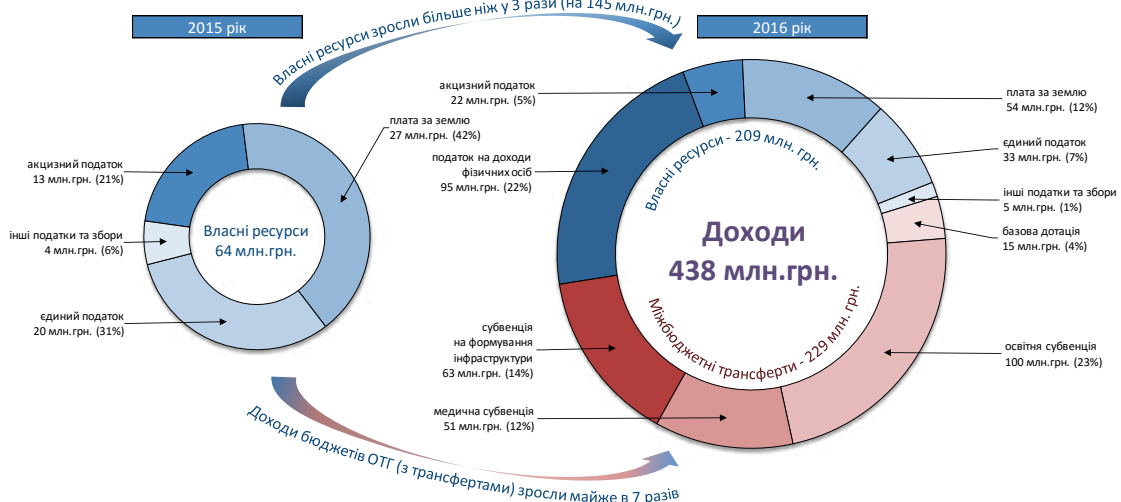 2015 рік
Власні ресурси зросли більше ніж у 3 рази (на 145 млн.грн.)
2016 рік
плата за землю
27 млн.грн. (42%)
акцизний податок
13 млн.грн. (21%)
інші податки та збори
4 млн.грн. (6%)
єдиний податок
20 млн.грн. (31%)
Власні ресурси
64 млн.грн.
акцизний податок
22 млн.грн. (5%)
податок на доходи
фізичних осіб
95 млн.грн. (22%)
субвенція
на формування
інфраструктури
63 млн.грн. (14%)
медична субвенція
51 млн.грн. (12%)
Власні ресурси - 209 млн. грн.
Доходи
438 млн.грн.
Міжбюджетні трансферти - 229 млн. грн.
плата за землю
54 млн.грн. (12%)
єдиний податок
33 млн.грн. (7%)
інші податки та збори
5 млн.грн. (1%)
базова дотація
15 млн.грн. (4%)
освітня субвенція
100 млн.грн. (23%)
Доходи бюджетів ОТГ (з трансфертами) зросли майже в 7 разів